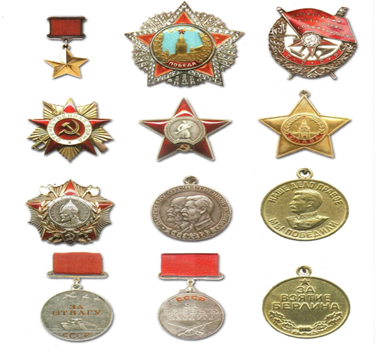 ПОБЕДА
НАШЕ ДЕЛО ПРАВОЕ
МЫ ПОБЕДИЛИ
ЗА
ОТВАГУ
СССР
СССР
ЗА
ВЗЯТИЕ
БЕРЛИНА